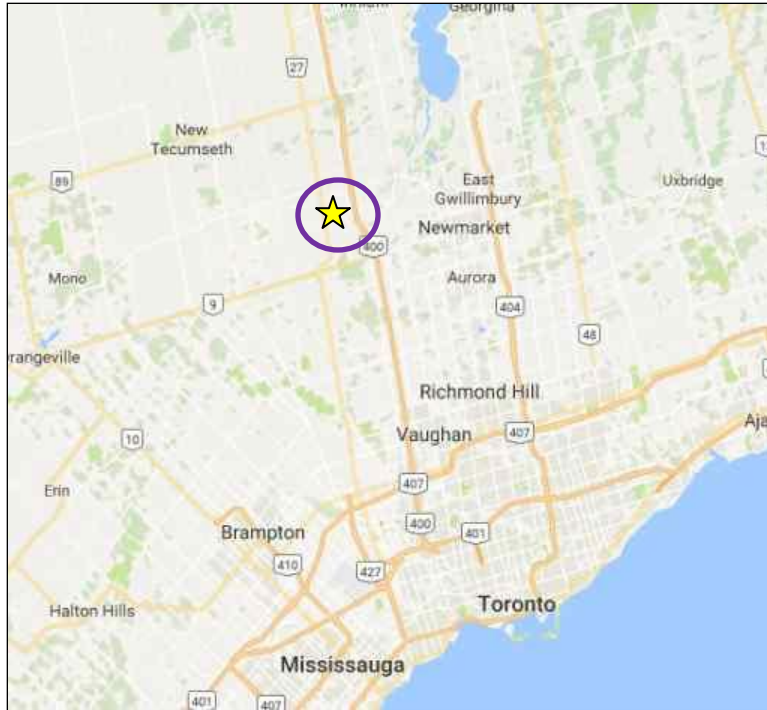 Georgina
27
New
Tecumseth
89
East
Gwillimbury
Uxbridge
Newmarket
400
Mono
Aurora
9
404
48
rangeville
Richmond Hill
Vaughan
407
Aja
10
407
Erin
400
401
Brampton
410
427
Toronto
Halton Hills
Mississauga
401
407